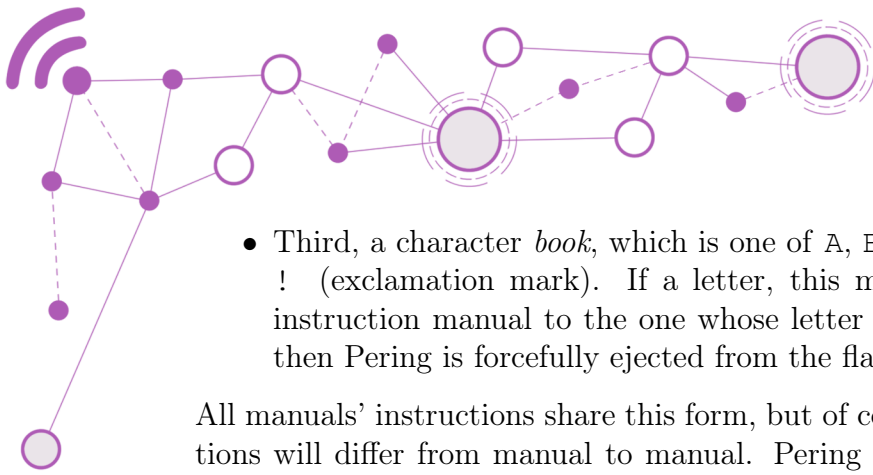 • Third, a character book, which is one of A,
! (exclamation mark). If a letter, this
instruction manual to the one whose letter
then Pering is forcefully ejected from the
All manuals' instructions share this form, but of
tions will differ from manual to manual. Pering